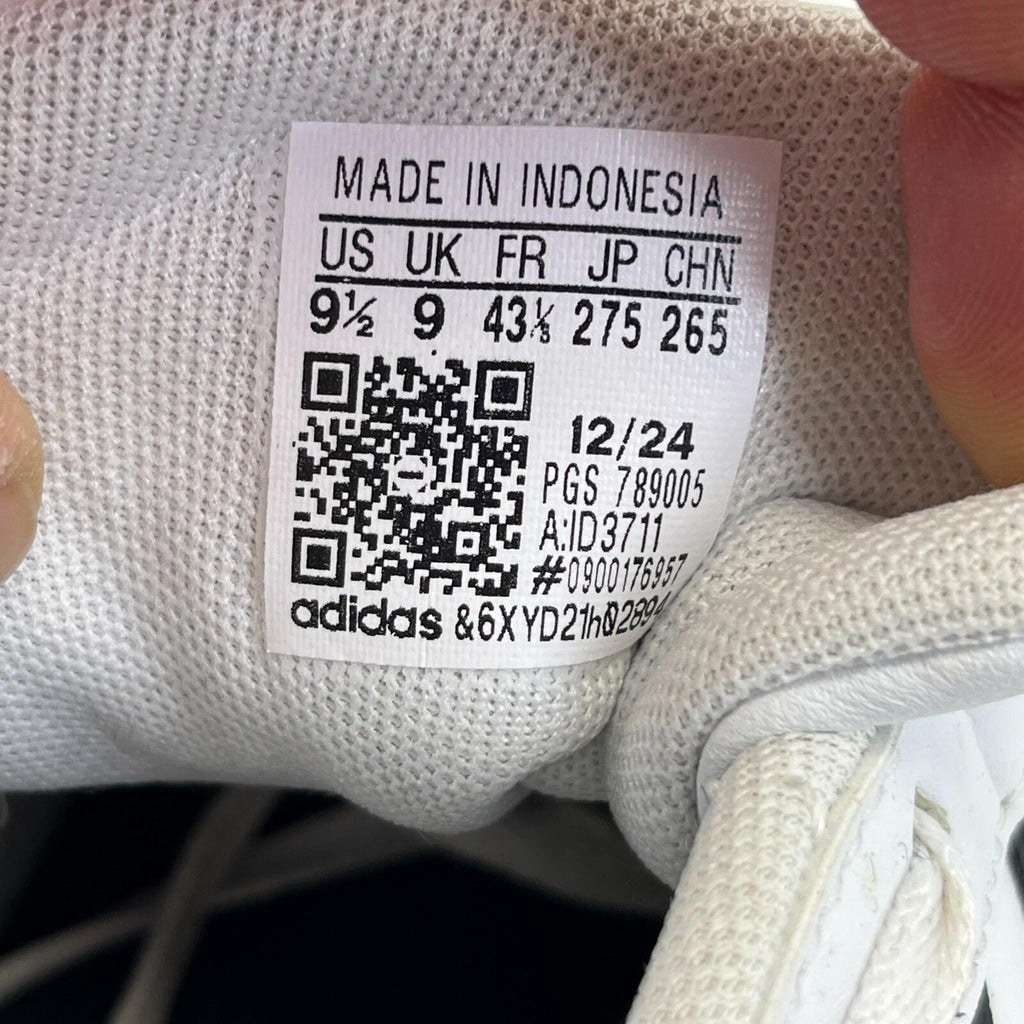 MADE IN INDONESIA
US UK FR JP CHN
9½ 9 43⅓ 275 265
12/24
PGS 789005
A:ID3711
#0900176957
adidas